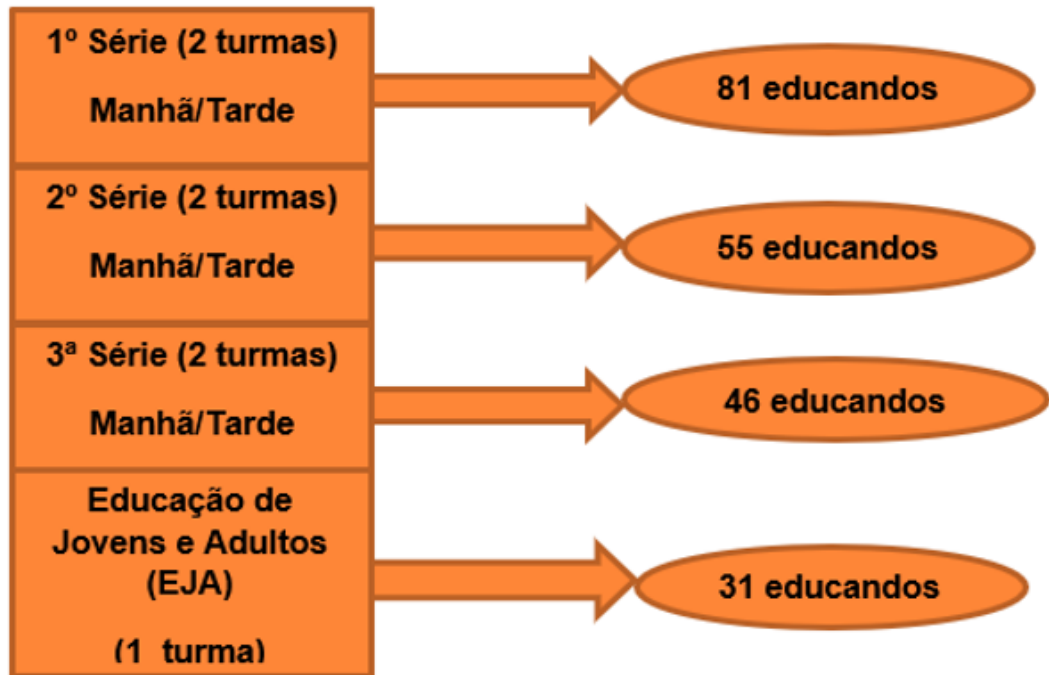 1º Série (2 turmas)
Manhã/Tarde
81 educandos
2º Série (2 turmas)
Manhã/Tarde
55 educandos
3ª Série (2 turmas)
Manhã/Tarde
46 educandos
Educação de
Jovens e Adultos
(EJA)
(1 turma)
31 educandos